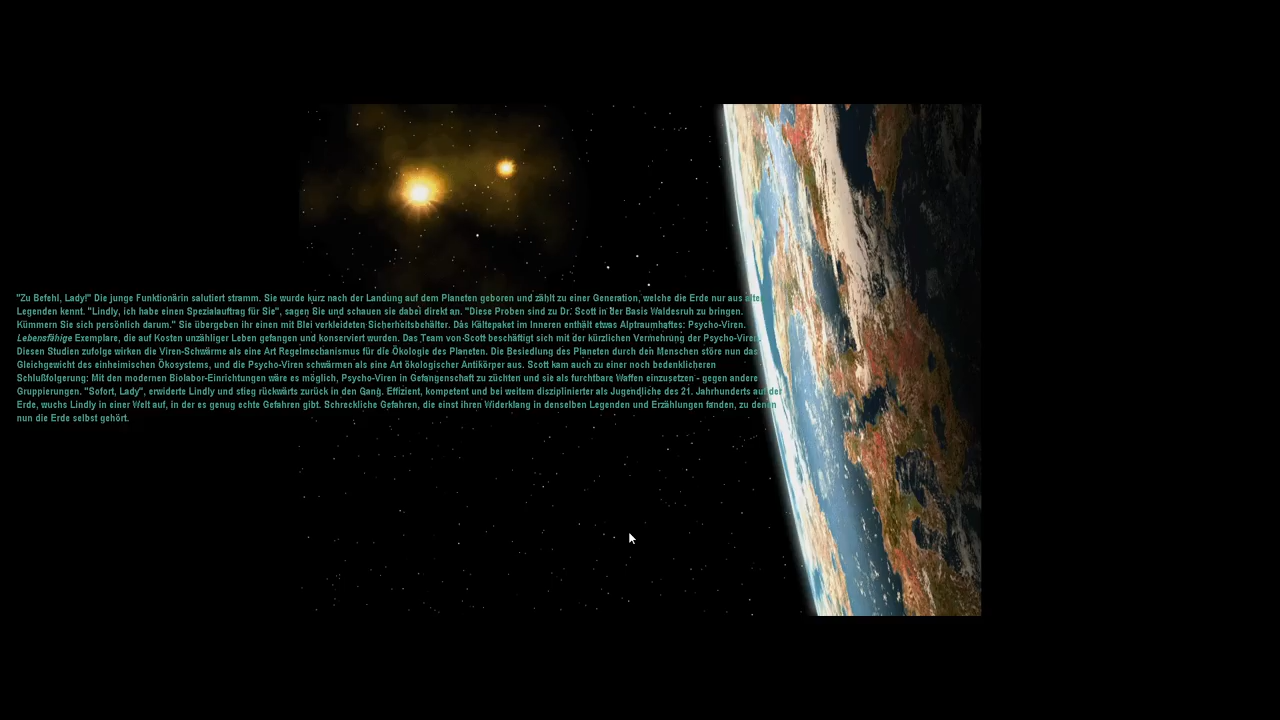 "Zu Befehl, Lady!" Die junge Funktionärin salutiert stramm. Sie wurde kurz nach der Landung auf dem Planeten geboren und zählt zu einer Generation, welche die Erde nur aus alten
Legenden kennt. "Lindly, ich habe einen Spezialauftrag für Sie", sagen Sie und schauen sie dabei direkt an. "Diese Proben sind zu Dr. Scott in der Basis Waldesruh zu bringen.
Kümmern Sie sich persönlich darum." Sie übergeben ihr einen mit Blei verkleideten Sicherheitsbehälter. Das Kältepaket im Inneren enthält etwas Alptraumhaftes: Psycho-Viren.
Lebensfähige Exemplare, die auf Kosten unzähliger Leben gefangen und konserviert wurden. Das Team von Scott beschäftigt sich mit der kürzlichen Vermehrung der Psycho-Viren.
Diesen Studien zufolge wirken die Viren-Schwärme als eine Art Regelmechanismus für die Ökologie des Planeten. Die Besiedlung des Planeten durch den Menschen störe nun das
Gleichgewicht des einheimischen Ökosystems, und die Psycho-Viren schwärmen als eine Art ökologischer Antikörper aus. Scott kam auch zu einer noch bedenklicheren
Schlußfolgerung: Mit den modernen Biolabor-Einrichtungen wäre es möglich, Psycho-Viren in Gefangenschaft zu züchten und sie als furchtbare Waffen einzusetzen - gegen andere
Gruppierungen. "Sofort, Lady", erwiderte Lindly und stieg rückwärts zurück in den Gang. Effizient, kompetent und bei weitem disziplinierter als Jugendliche des 21. Jahrhunderts auf der
Erde, wuchs Lindly in einer Welt auf, in der es genug echte Gefahren gibt. Schreckliche Gefahren, die einst ihren Widerklang in denselben Legenden und Erzählungen fanden, zu denen
nun die Erde selbst gehört.